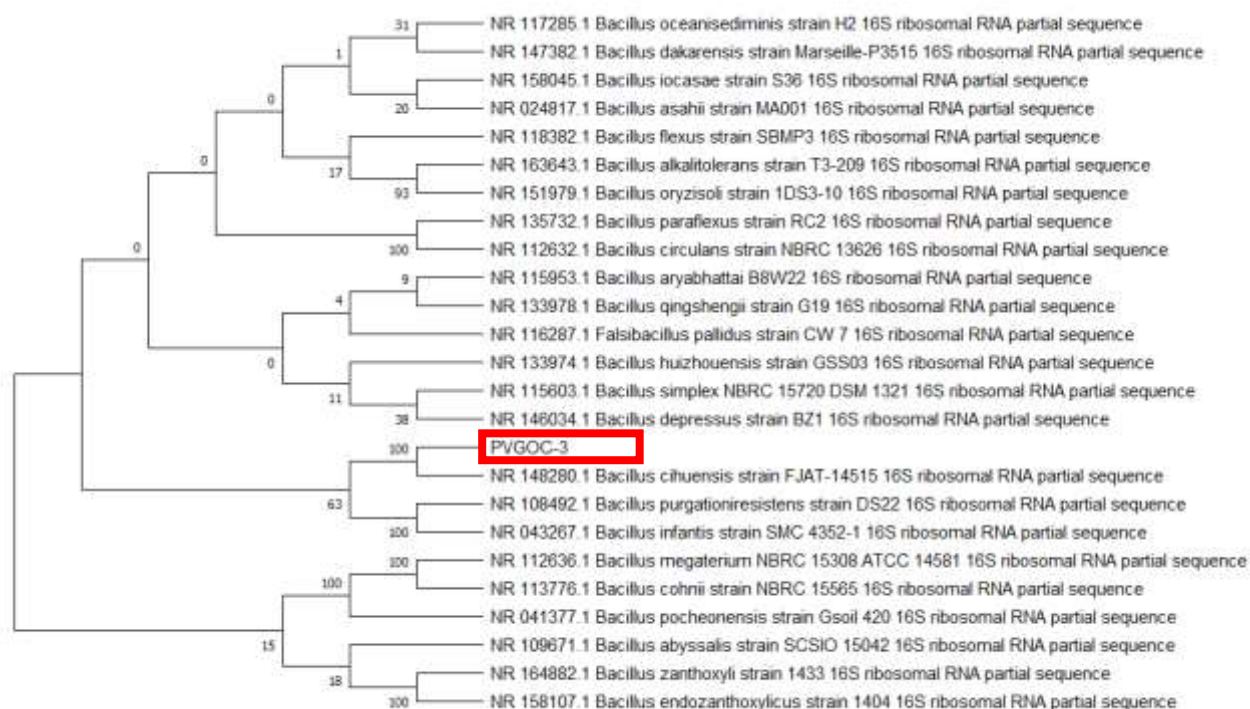 31
NR 117285.1 Bacillus oceanisediminis strain H2 16S ribosomal RNA partial sequence
1
NR 147382.1 Bacillus dakarensis strain Marseille-P3515 16S ribosomal RNA partial sequence
NR 158045.1 Bacillus iocasae strain S36 16S ribosomal RNA partial sequence
0
20
NR 024817.1 Bacillus asahii strain MA001 16S ribosomal RNA partial sequence
NR 118382.1 Bacillus flexus strain SBMP3 16S ribosomal RNA partial sequence
0
17
NR 163643.1 Bacillus alkalitolerans strain T3-209 16S ribosomal RNA partial sequence
93
NR 151979.1 Bacillus oryzisoli strain 1DS3-10 16S ribosomal RNA partial sequence
NR 135732.1 Bacillus paraflexus strain RC2 16S ribosomal RNA partial sequence
0
100
NR 112632.1 Bacillus circulans strain NBRC 13626 16S ribosomal RNA partial sequence
9
NR 115953.1 Bacillus aryabhattai B8W22 16S ribosomal RNA partial sequence
4
NR 133978.1 Bacillus qingshengii strain G19 16S ribosomal RNA partial sequence
NR 116287.1 Falsibacillus pallidus strain CW 7 16S ribosomal RNA partial sequence
0
NR 133974.1 Bacillus huizhouensis strain GSS03 16S ribosomal RNA partial sequence
11
NR 115603.1 Bacillus simplex NBRC 15720 DSM 1321 16S ribosomal RNA partial sequence
38
NR 146034.1 Bacillus depressus strain BZ1 16S ribosomal RNA partial sequence
100
PVGOC-3
NR 148280.1 Bacillus cihuensis strain FJAT-14515 16S ribosomal RNA partial sequence
63
NR 108492.1 Bacillus purgationiresistens strain DS22 16S ribosomal RNA partial sequence
100
NR 043267.1 Bacillus infantis strain SMC 4352-1 16S ribosomal RNA partial sequence
100
NR 112636.1 Bacillus megaterium NBRC 15308 ATCC 14581 16S ribosomal RNA partial sequence
100
NR 113776.1 Bacillus cohnii strain NBRC 15565 16S ribosomal RNA partial sequence
NR 041377.1 Bacillus pocheonensis strain Gsoil 420 16S ribosomal RNA partial sequence
15
NR 109671.1 Bacillus abyssalis strain SCSIO 15042 16S ribosomal RNA partial sequence
18
NR 164882.1 Bacillus zanthoxyli strain 1433 16S ribosomal RNA partial sequence
100
NR 158107.1 Bacillus endozanthoxylicus strain 1404 16S ribosomal RNA partial sequence